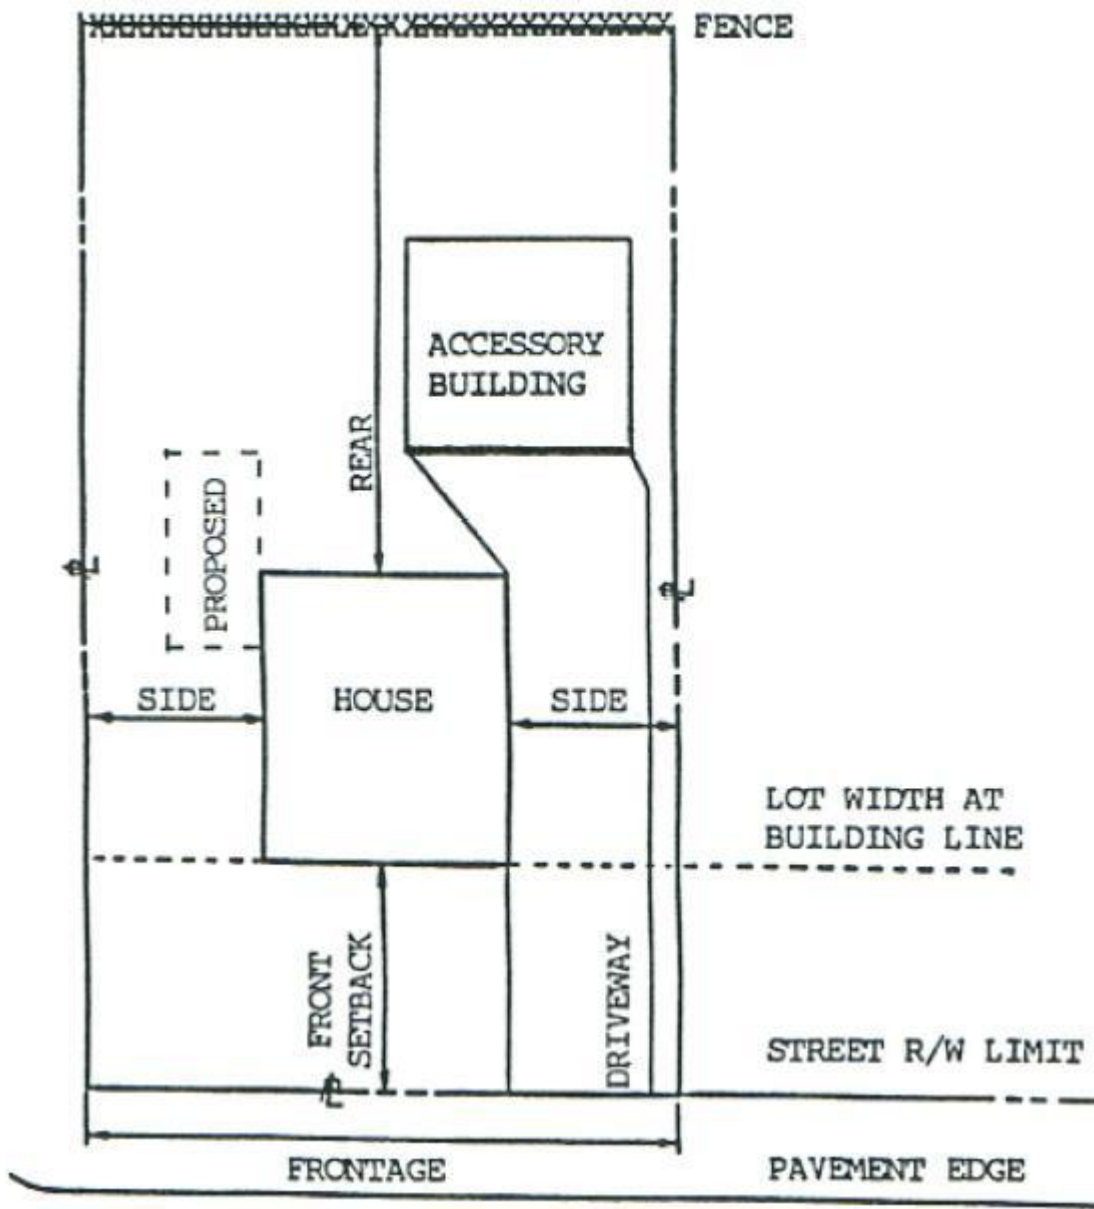 FENCE
ACCESSORY
BUILDING
REAR
PROPOSED
SIDE
HOUSE
SIDE
LOT WIDTH AT
BUILDING LINE
FRONT
SETBACK
DRIVEWAY
STREET R/W LIMIT
FRONTAGE
PAVEMENT EDGE